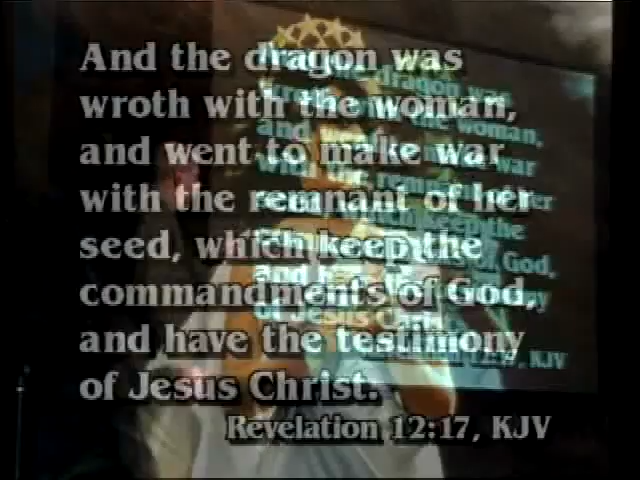 And the dragon was
wroth with the woman,
and went to make war
with the remnant of her
seed, which keep the
commandments of God,
and have the testimony
of Jesus Christ.
Revelation 12:17, KJV